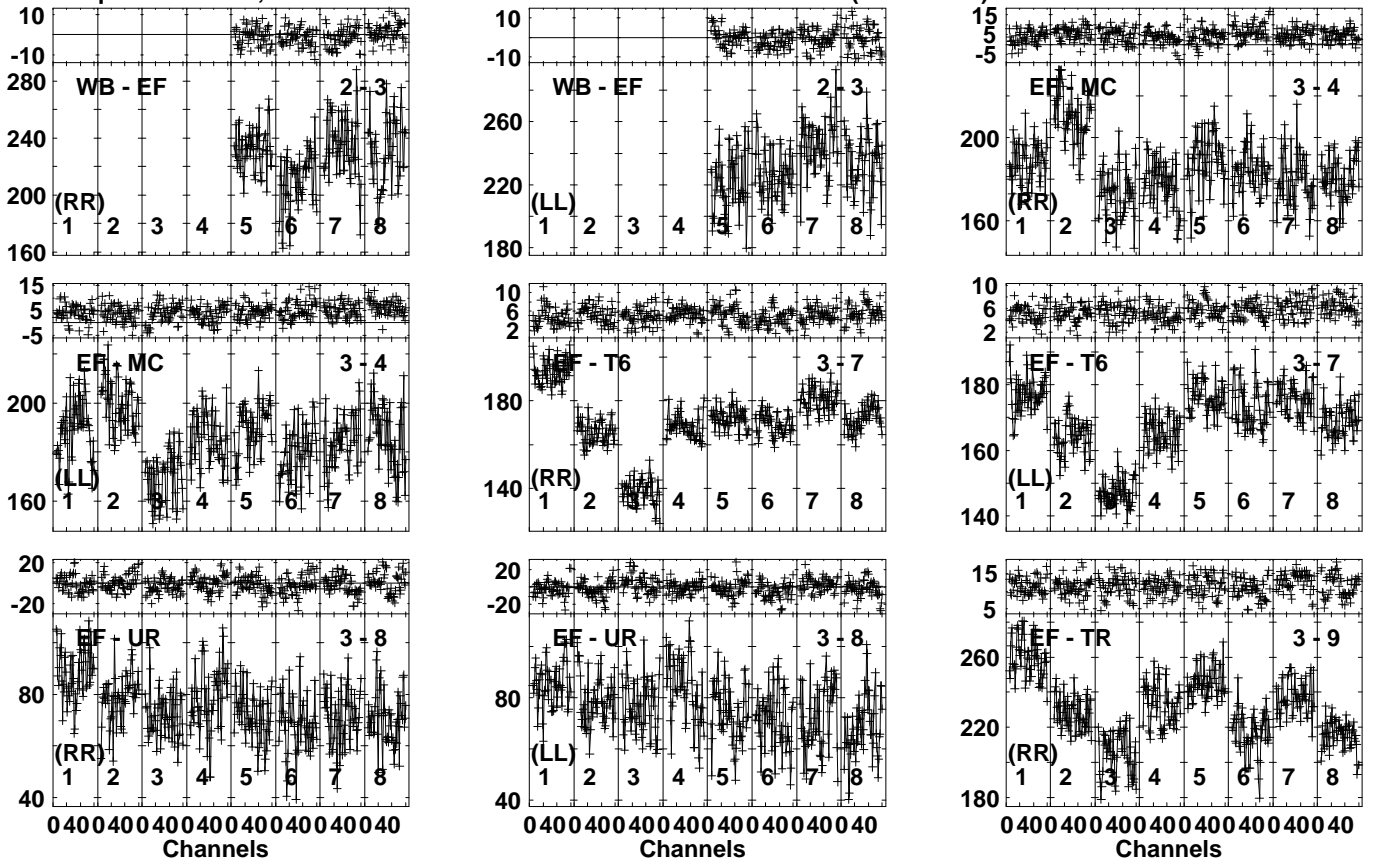 10
-10
280
240
200
160
WB - EF 2 - 3
(RR)
1 2 3 4 5 6 7 8
10
-10
260
220
180
WB - EF 2 - 3
(LL)
1 2 3 4 5 6 7 8
15
5
-5
200
160
EF - MC 3 - 4
(RR)
1 2 3 4 5 6 7 8
15
5
-5
200
160
EF - MC 3 - 4
(LL)
1 2 3 4 5 6 7 8
10
6
2
180
140
EF - T6 3 - 7
(RR)
1 2 3 4 5 6 7 8
10
6
2
180
160
140
EF - T6 3 - 7
(LL)
1 2 3 4 5 6 7 8
20
-20
80
40
EF - UR 3 - 8
(RR)
1 2 3 4 5 6 7 8
0 40 0 40 0 40 0 40 0 40 0 40 0 40 0 40
Channels
20
-20
80
40
EF - UR 3 - 8
(LL)
1 2 3 4 5 6 7 8
0 40 0 40 0 40 0 40 0 40 0 40 0 40 0 40
Channels
15
5
260
220
180
EF - TR 3 - 9
(RR)
1 2 3 4 5 6 7 8
0 40 0 40 0 40 0 40 0 40 0 40 0 40 0 40
Channels